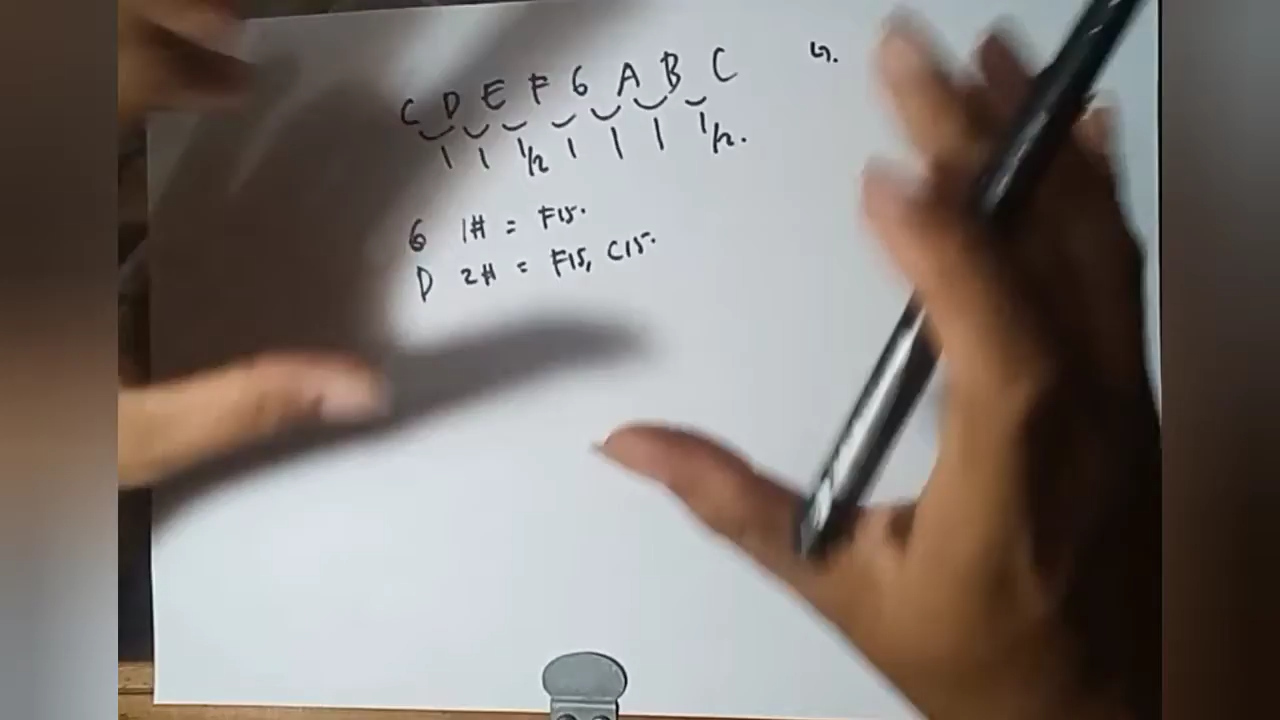 C D E F G A B C
1 1 1/2 1 1 1 1/2.
G 1# = Fis.
D 2# = Fis, Cis.